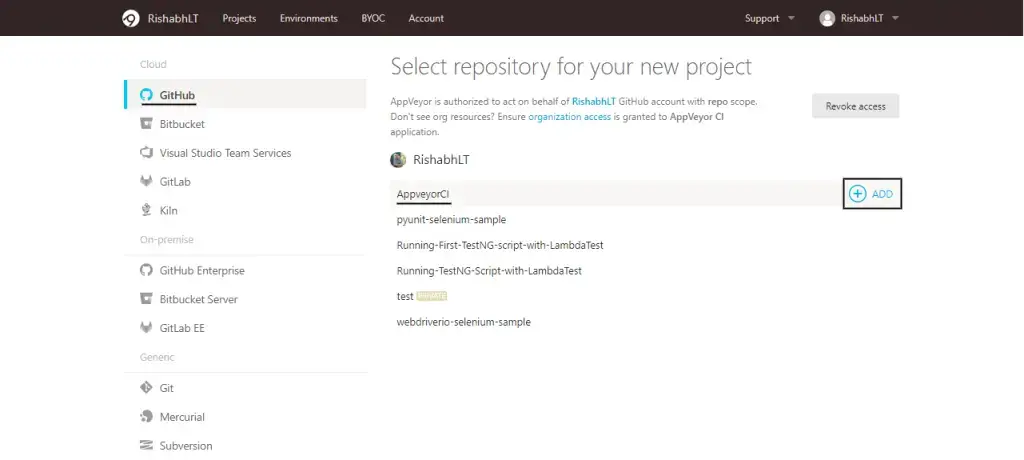 RishabhLT Projects Environments BYOC Account Support RishabhLT
Cloud
GitHub
Bitbucket
Visual Studio Team Services
GitLab
Kiln
On-premise
GitHub Enterprise
Bitbucket Server
GitLab EE
Generic
Git
Mercurial
Subversion
Select repository for your new project
AppVeyor is authorized to act on behalf of RishabhLT GitHub account with repo scope.
Don't see org resources? Ensure organization access is granted to AppVeyor CI
application.
Revoke access
RishabhLT
AppveyorCI
ADD
pyunit-selenium-sample
Running-First-TestNG-script-with-LambdaTest
Running-TestNG-Script-with-LambdaTest
test PRIVATE
webdriverio-selenium-sample